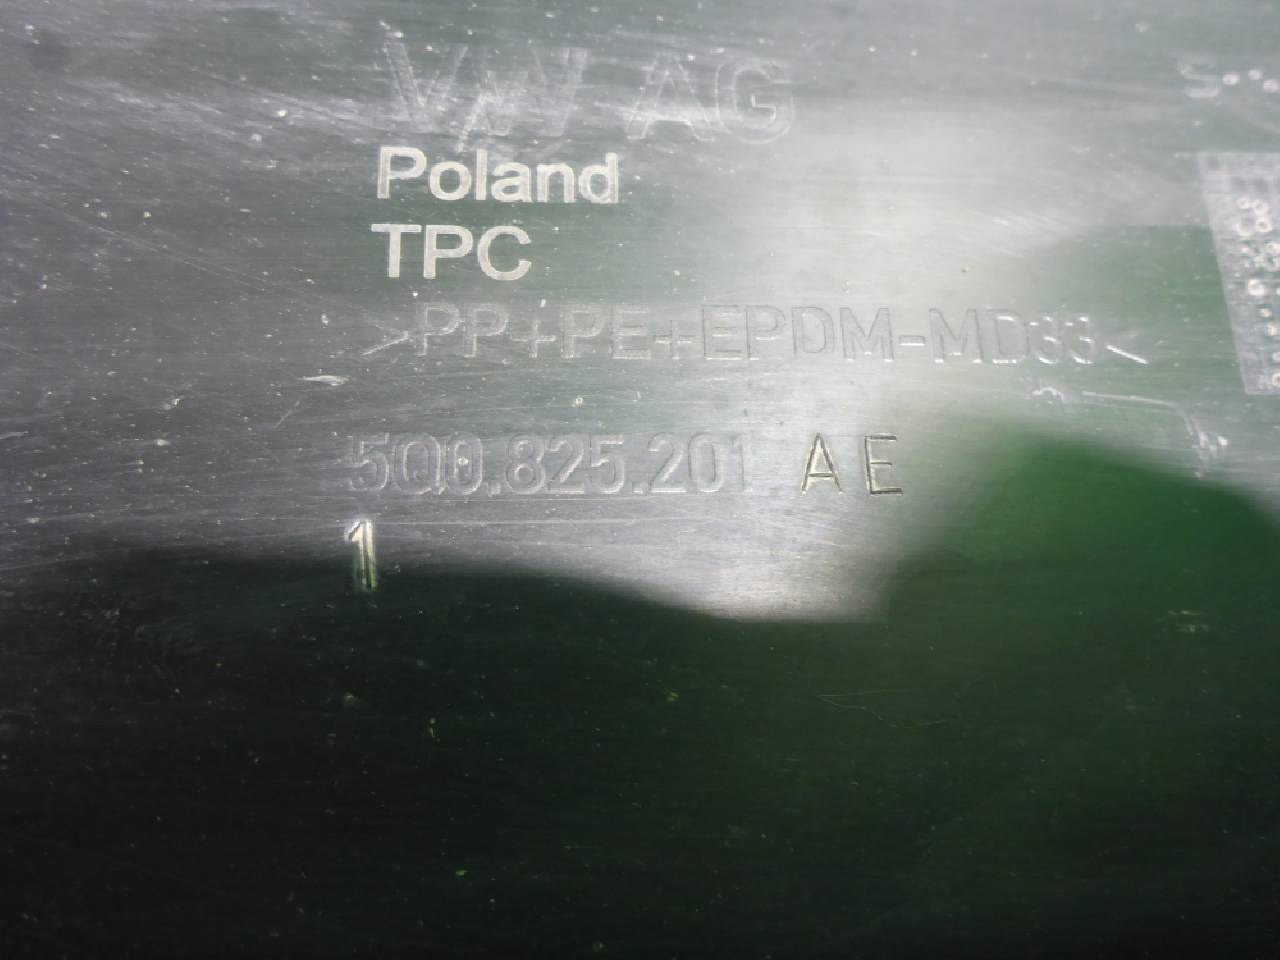 VW AG
Poland
TPC
>PP+PE+EPDM-MD33<
5Q0.825.201 AE
1